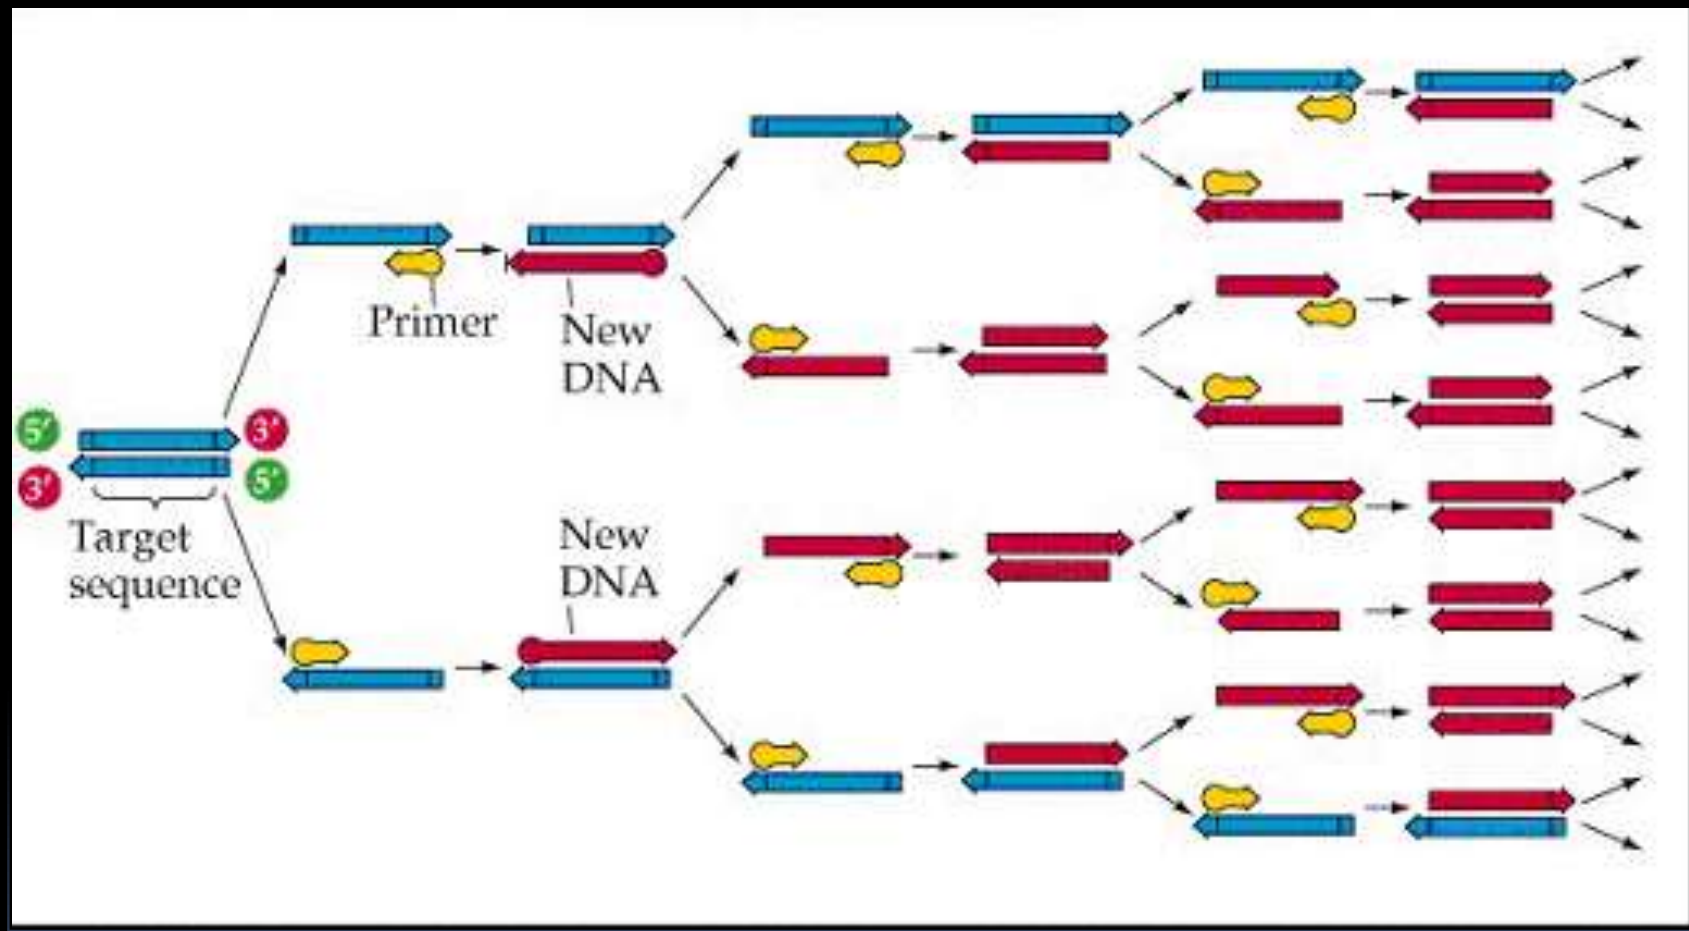 5' 3'
3' 5'
Target
sequence
Primer
New
DNA
New
DNA